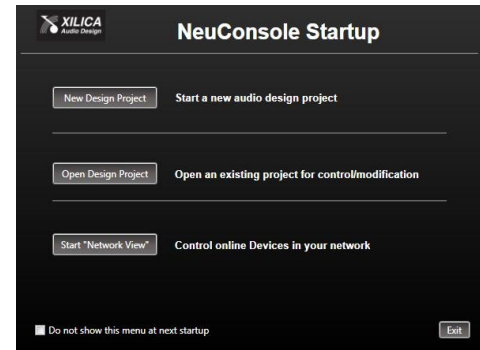 XILICA
Audio Design
NeuConsole Startup
New Design Project
Start a new audio design project
Open Design Project
Open an existing project for control/modification
Start "Network View"
Control online Devices in your network
Do not show this menu at next startup
Exit